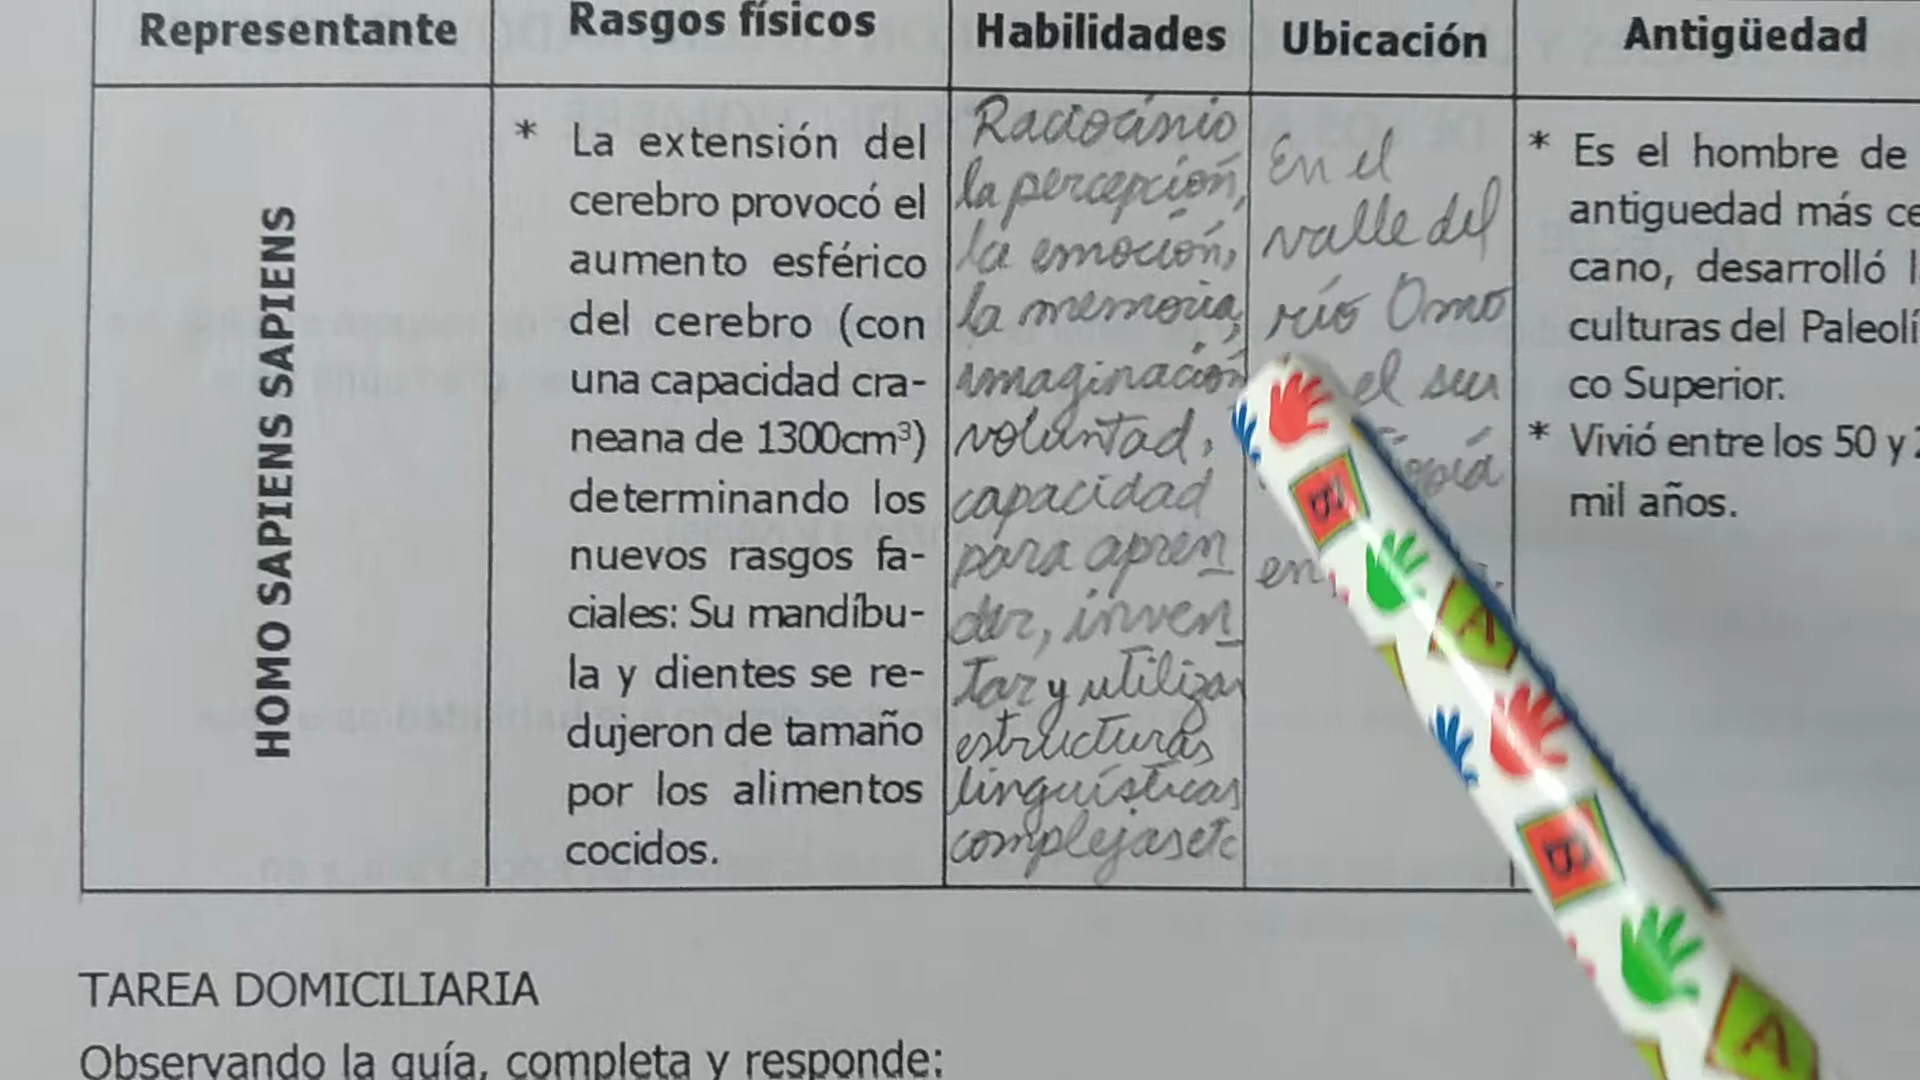 Representante
Rasgos físicos
Habilidades
Ubicación
Antigüedad
HOMO SAPIENS SAPIENS
* La extensión del
cerebro provocó el
aumento esférico
del cerebro (con
una capacidad cra-
neana de 1300cm³)
determinando los
nuevos rasgos fa-
ciales: Su mandíbu-
la y dientes se re-
dujeron de tamaño
por los alimentos
cocidos.
Raciocinio
la percepción,
la emoción,
la memoria,
imaginación
voluntad,
capacidad
para apren
der, inven
tar y utilizar
estructuras
linguísticas
complejas etc
En el
valle del
río Omo
el sur
en
* Es el hombre de
antiguedad más ce
cano, desarrolló l
culturas del Paleolí
co Superior.
* Vivió entre los 50 y 2
mil años.
TAREA DOMICILIARIA
Observando la guía, completa y responde:
B
A
B
A